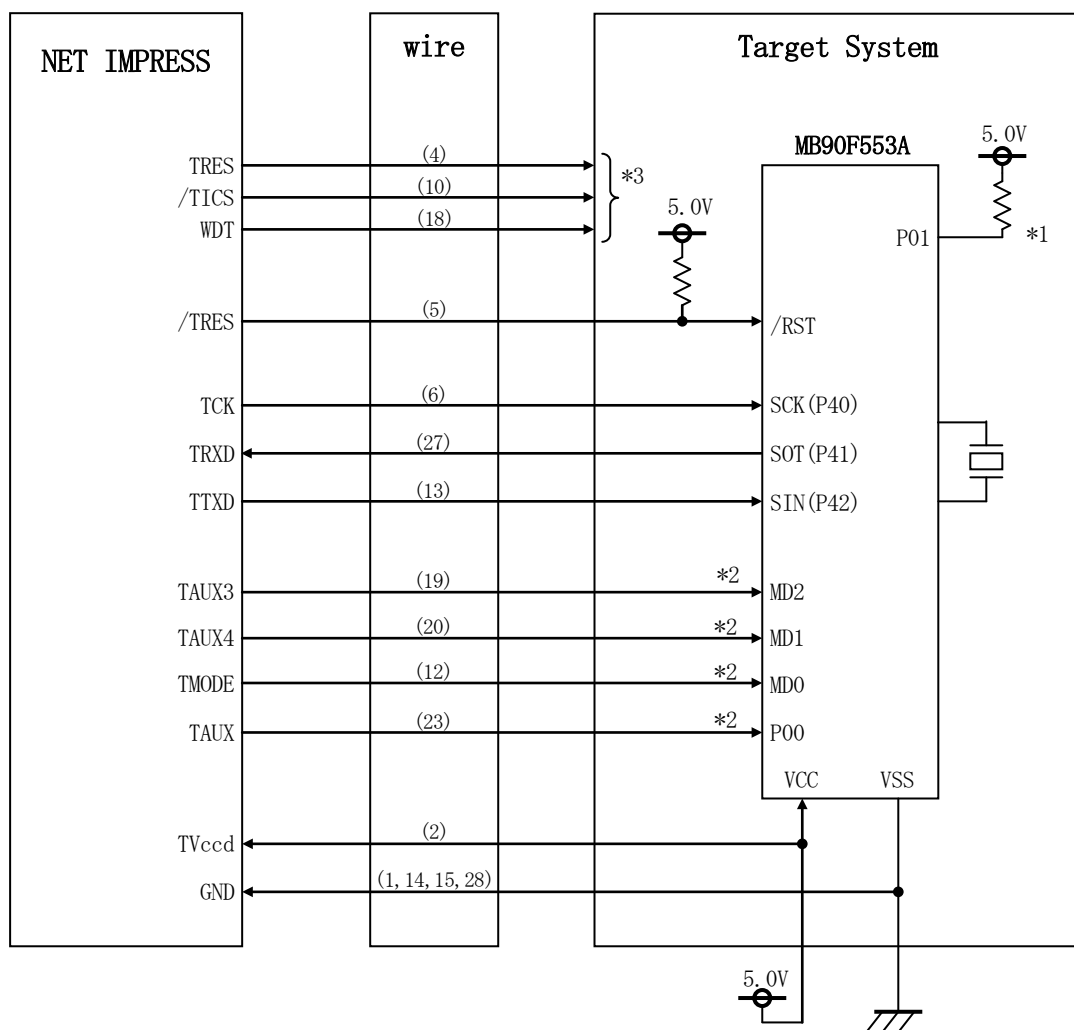 NET IMPRESS
wire
Target System
MB90F553A
5.0V
TRES (4)
/TICS (10) *3
WDT (18)
5.0V
P01 *1
/TRES (5) /RST
TCK (6) SCK(P40)
TRXD (27) SOT(P41)
TTXD (13) SIN(P42)
TAUX3 (19) *2 MD2
TAUX4 (20) *2 MD1
TMODE (12) *2 MD0
TAUX (23) *2 P00
VCC VSS
TVccd (2)
GND (1,14,15,28)
5.0V